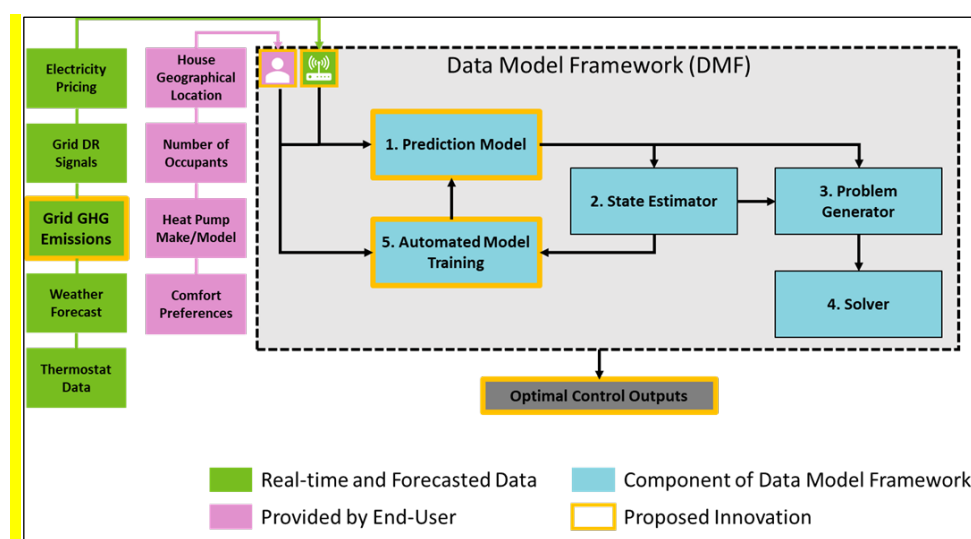 Data Model Framework (DMF)
Electricity
Pricing
Grid DR
Signals
Grid GHG
Emissions
Weather
Forecast
Thermostat
Data
House
Geographical
Location
Number of
Occupants
Heat Pump
Make/Model
Comfort
Preferences
1. Prediction Model
2. State Estimator
3. Problem
Generator
5. Automated Model
Training
4. Solver
Optimal Control Outputs
Real-time and Forecasted Data
Component of Data Model Framework
Provided by End-User
Proposed Innovation